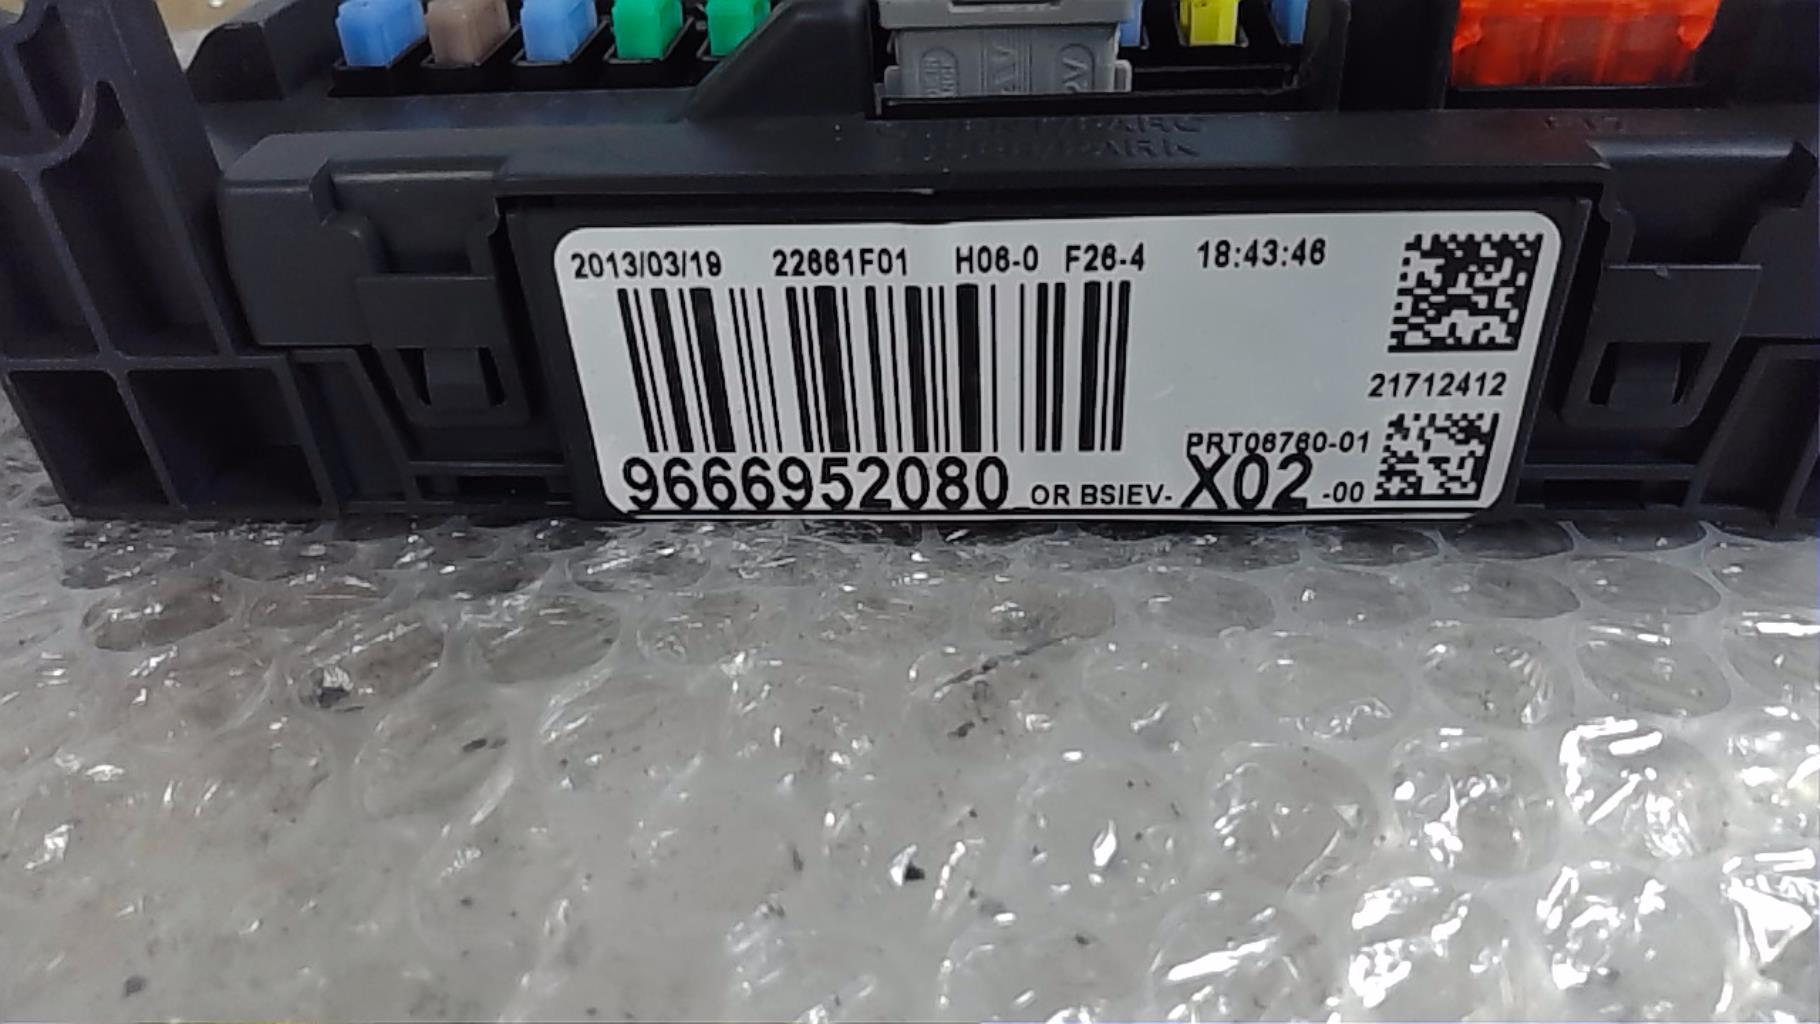 2013/03/19 22661F01 H06-0 F26-4 18:43:46
21712412
PRT06760-01
9666952080 OR BSIEV-X02-00